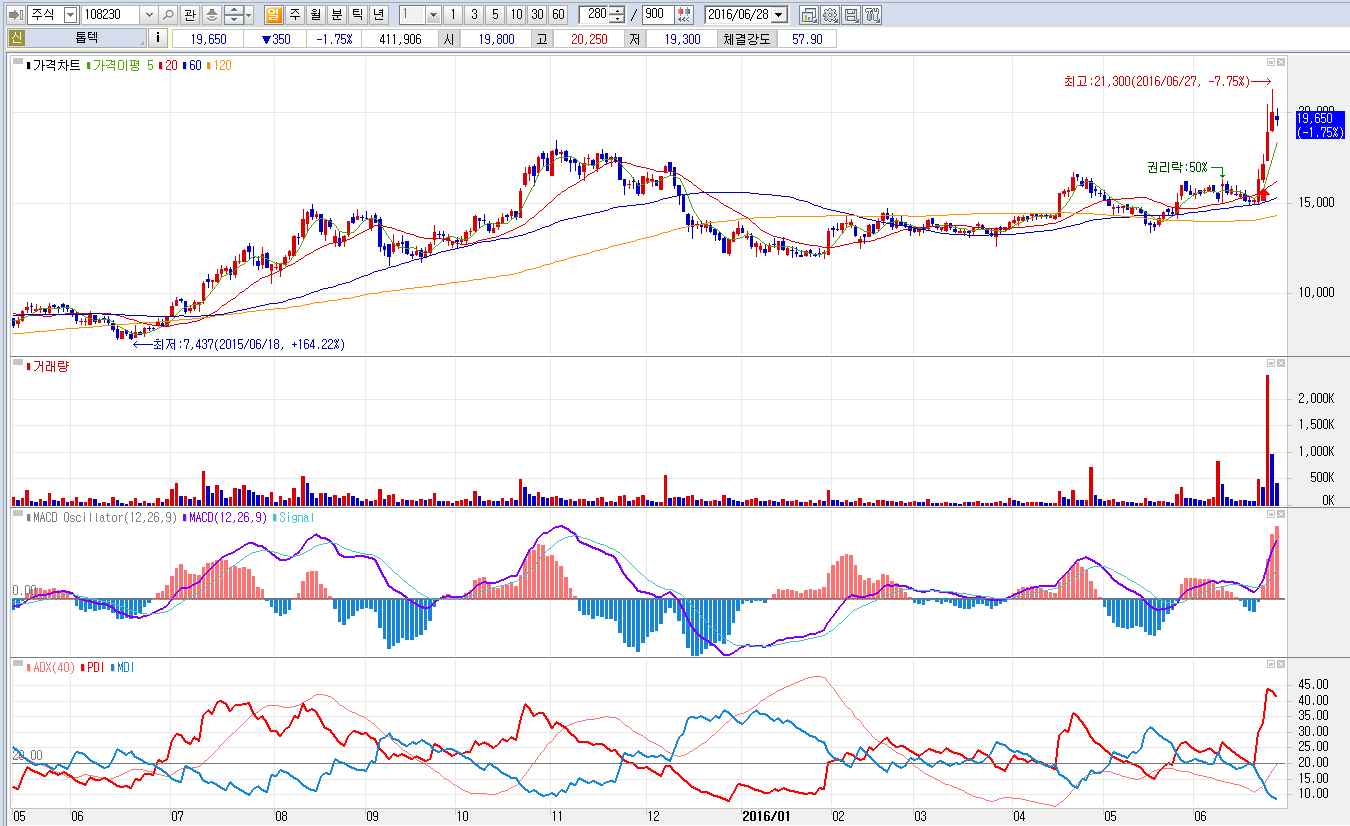 주식 108230 관 일 주 월 분 틱 년 1 1 3 5 10 30 60 280 / 900 2016/06/28
신 톱텍 i 19,650 ▼350 -1.75% 411,906 시 19,800 고 20,250 저 19,300 체결강도 57.90
가격차트 가격이평 5 20 60 120
최고:21,300(2016/06/27, -7.75%)
20,000
19,650
(-1.75%)
권리락:50%
15,000
10,000
최저:7,437(2015/06/18, +164.22%)
거래량
2,000K
1,500K
1,000K
500K
0K
MACD Oscillator(12,26,9) MACD(12,26,9) Signal
0.00
ADX(40) PDI MDI
45.00
40.00
35.00
30.00
25.00
20.00 20.00
15.00
10.00
05 06 07 08 09 10 11 12 2016/01 02 03 04 05 06